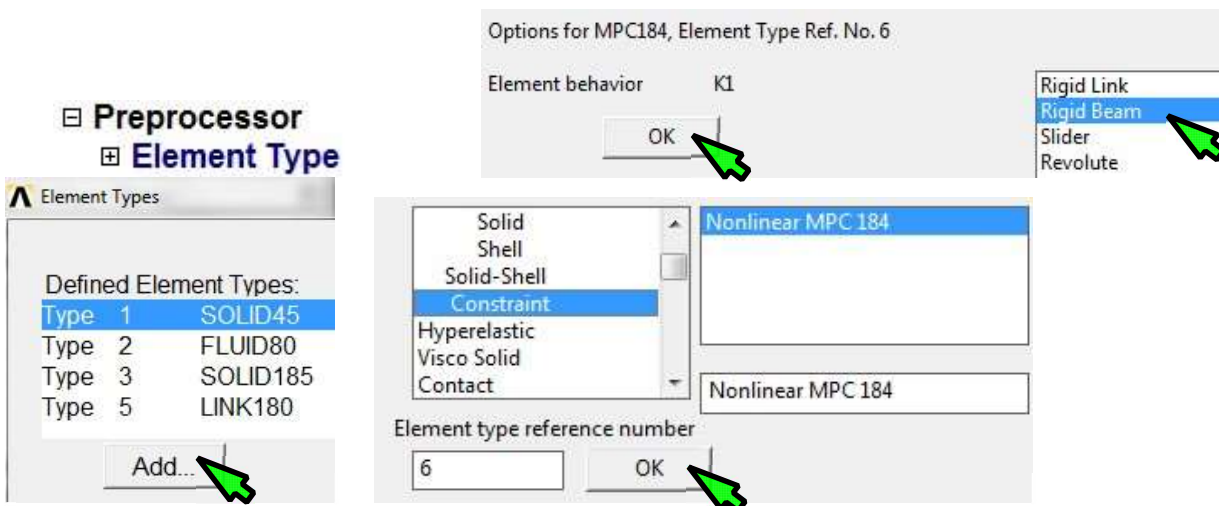 Preprocessor
Element Type
Element Types
Defined Element Types:
Type 1 SOLID45
Type 2 FLUID80
Type 3 SOLID185
Type 5 LINK180
Add...
Solid
Shell
Solid-Shell
Constraint
Hyperelastic
Visco Solid
Contact
Nonlinear MPC 184
Nonlinear MPC 184
Element type reference number
6
OK
Options for MPC184, Element Type Ref. No. 6
Element behavior K1
OK
Rigid Link
Rigid Beam
Slider
Revolute